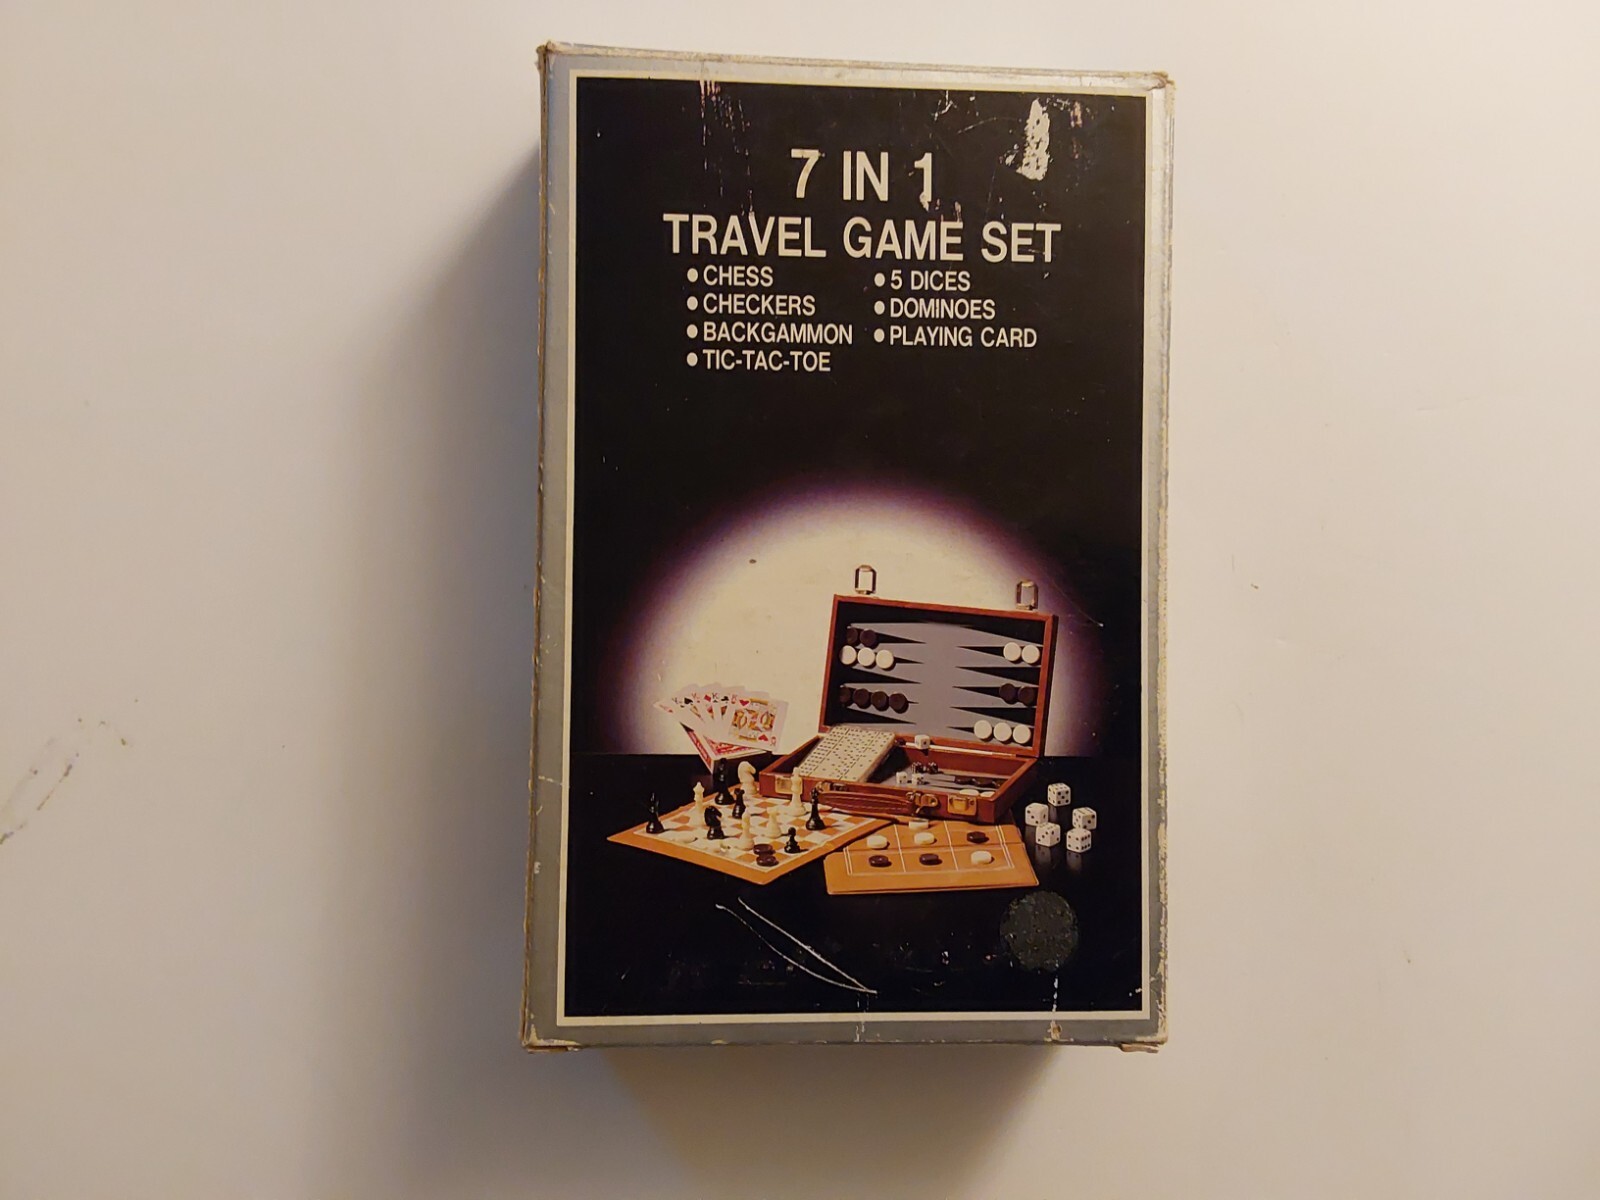 7 IN 1
TRAVEL GAME SET
• CHESS
• CHECKERS
• BACKGAMMON
• TIC-TAC-TOE
• 5 DICES
• DOMINOES
• PLAYING CARD